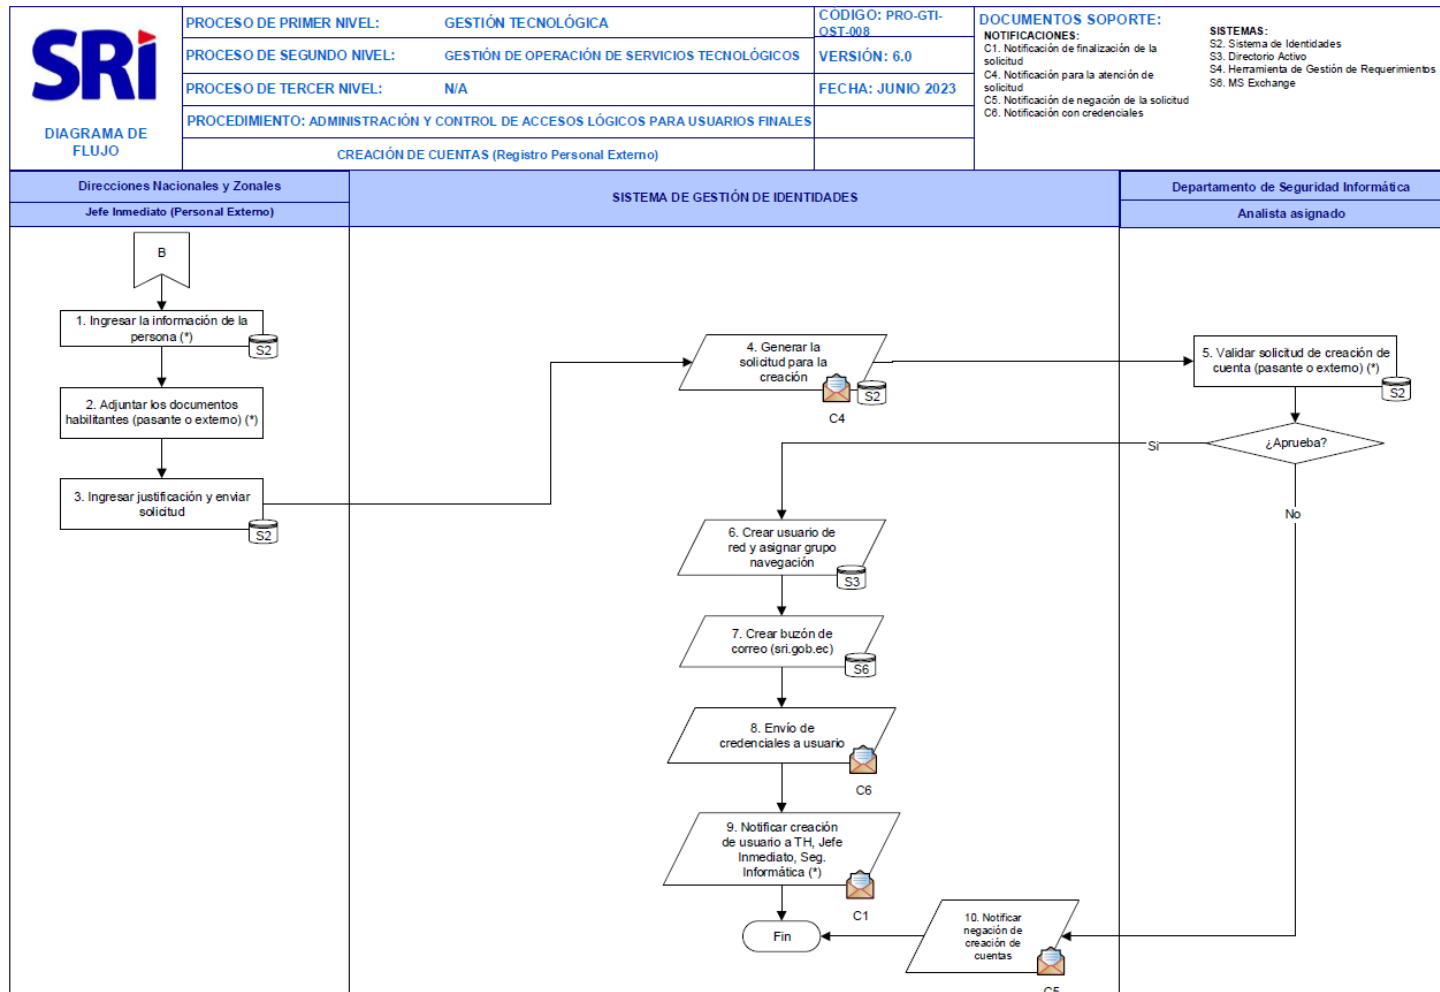 SRi
DIAGRAMA DE
FLUJO
PROCESO DE PRIMER NIVEL: GESTIÓN TECNOLÓGICA
CÓDIGO: PRO-GTI-
OST-008
PROCESO DE SEGUNDO NIVEL: GESTIÓN DE OPERACIÓN DE SERVICIOS TECNOLÓGICOS
VERSIÓN: 6.0
PROCESO DE TERCER NIVEL: N/A
FECHA: JUNIO 2023
PROCEDIMIENTO: ADMINISTRACIÓN Y CONTROL DE ACCESOS LÓGICOS PARA USUARIOS FINALES
CREACIÓN DE CUENTAS (Registro Personal Externo)
DOCUMENTOS SOPORTE:
NOTIFICACIONES:
C1. Notificación de finalización de la
solicitud
C4. Notificación para la atención de
solicitud
C5. Notificación de negación de la solicitud
C6. Notificación con credenciales
SISTEMAS:
S2. Sistema de Identidades
S3. Directorio Activo
S4. Herramienta de Gestión de Requerimientos
S6. MS Exchange
Direcciones Nacionales y Zonales
Jefe Inmediato (Personal Externo)
SISTEMA DE GESTIÓN DE IDENTIDADES
Departamento de Seguridad Informática
Analista asignado
B
1. Ingresar la información de la
persona (*)
S2
2. Adjuntar los documentos
habilitantes (pasante o externo) (*)
3. Ingresar justificación y enviar
solicitud
S2
4. Generar la
solicitud para la
creación
S2
C4
5. Validar solicitud de creación de
cuenta (pasante o externo) (*)
S2
¿Aprueba?
Si
No
6. Crear usuario de
red y asignar grupo
navegación
S3
7. Crear buzón de
correo (sri.gob.ec)
S6
8. Envío de
credenciales a usuario
C6
9. Notificar creación
de usuario a TH, Jefe
Inmediato, Seg.
Informática (*)
C1
Fin
10. Notificar
negación de
creación de
cuentas
C5